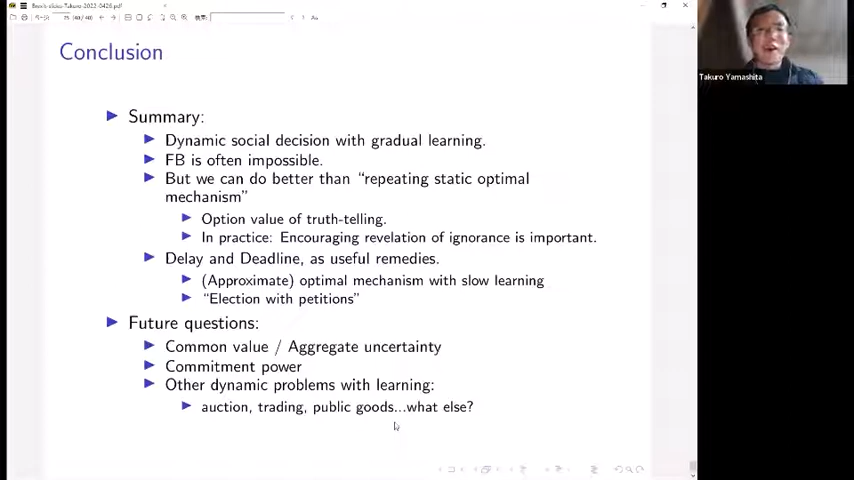 Conclusion
Summary:
Dynamic social decision with gradual learning.
FB is often impossible.
But we can do better than “repeating static optimal
mechanism”
Option value of truth-telling.
In practice: Encouraging revelation of ignorance is important.
Delay and Deadline, as useful remedies.
(Approximate) optimal mechanism with slow learning
“Election with petitions”
Future questions:
Common value / Aggregate uncertainty
Commitment power
Other dynamic problems with learning:
auction, trading, public goods...what else?
Takuro Yamashita